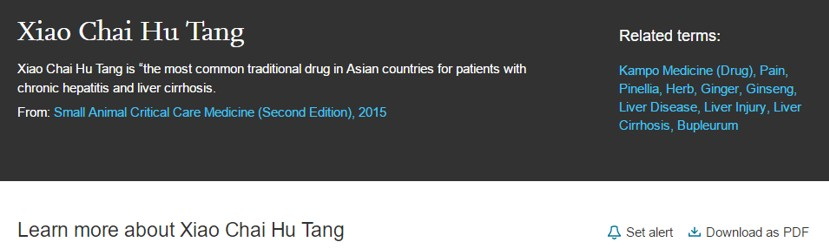 Xiao Chai Hu Tang
Xiao Chai Hu Tang is “the most common traditional drug in Asian countries for patients with
chronic hepatitis and liver cirrhosis.
From: Small Animal Critical Care Medicine (Second Edition), 2015
Related terms:
Kampo Medicine (Drug), Pain,
Pinellia, Herb, Ginger, Ginseng,
Liver Disease, Liver Injury, Liver
Cirrhosis, Bupleurum
Learn more about Xiao Chai Hu Tang
Set alert
Download as PDF